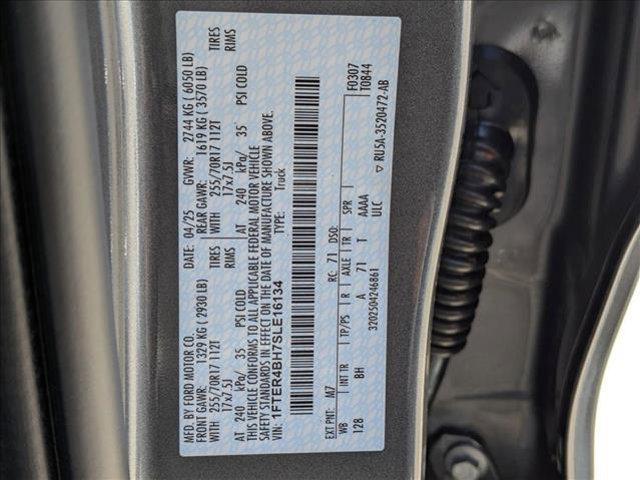 MFD. BY FORD MOTOR CO. DATE: 04/25 GVWR: 2744 KG ( 6050 LB)
FRONT GAWR: 1329 KG ( 2930 LB) REAR GAWR: 1619 KG ( 3570 LB)
WITH 255/70R17 112T TIRES WITH 255/70R17 112T TIRES
17x7.5J RIMS 17x7.5J RIMS
AT 240 kPa/ 35 PSI COLD AT 240 kPa/ 35 PSI COLD
THIS VEHICLE CONFORMS TO ALL APPLICABLE FEDERAL MOTOR VEHICLE
SAFETY STANDARDS IN EFFECT ON THE DATE OF MANUFACTURE SHOWN ABOVE.
VIN: 1FTER4BH7SLE16134 TYPE: Truck
F0307
T0844
EXT PNT: M7 RC: 71 DSO:
WB INT TR TP/PS R AXLE TR SPR
128 BH A 71 T AAAA
ULC
3202504246861 ▽ RU5A-3520472-AB